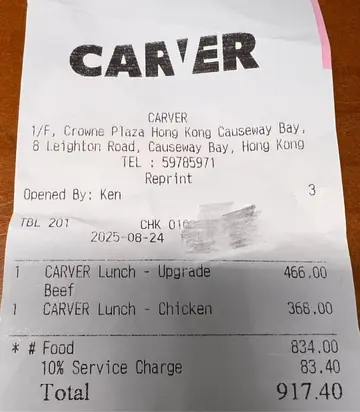 CARVER
CARVER
1/F, Crowne Plaza Hong Kong Causeway Bay,
8 Leighton Road, Causeway Bay, Hong Kong
TEL : 59785971
Reprint
Opened By: Ken 3
TBL 201 CHK
2025-08-24
1 CARVER Lunch - Upgrade 466.00
Beef
1 CARVER Lunch - Chicken 368.00
* # Food 834.00
10% Service Charge 83.40
Total 917.40